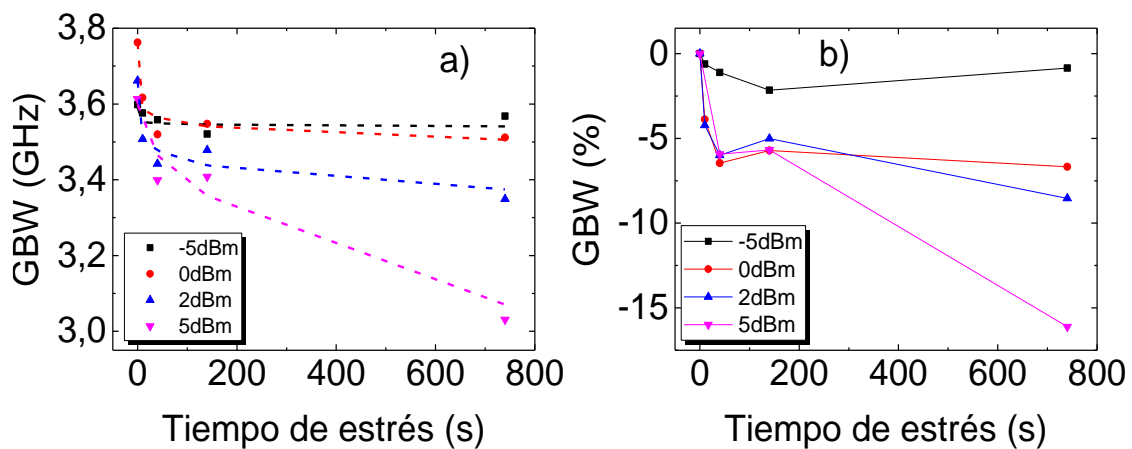 a)
GBW (GHz)
3,8
3,6
3,4
3,2
3,0
-5dBm
0dBm
2dBm
5dBm
0 200 400 600 800
Tiempo de estrés (s)
b)
GBW (%)
0
-5
-10
-15
-5dBm
0dBm
2dBm
5dBm
0 200 400 600 800
Tiempo de estrés (s)